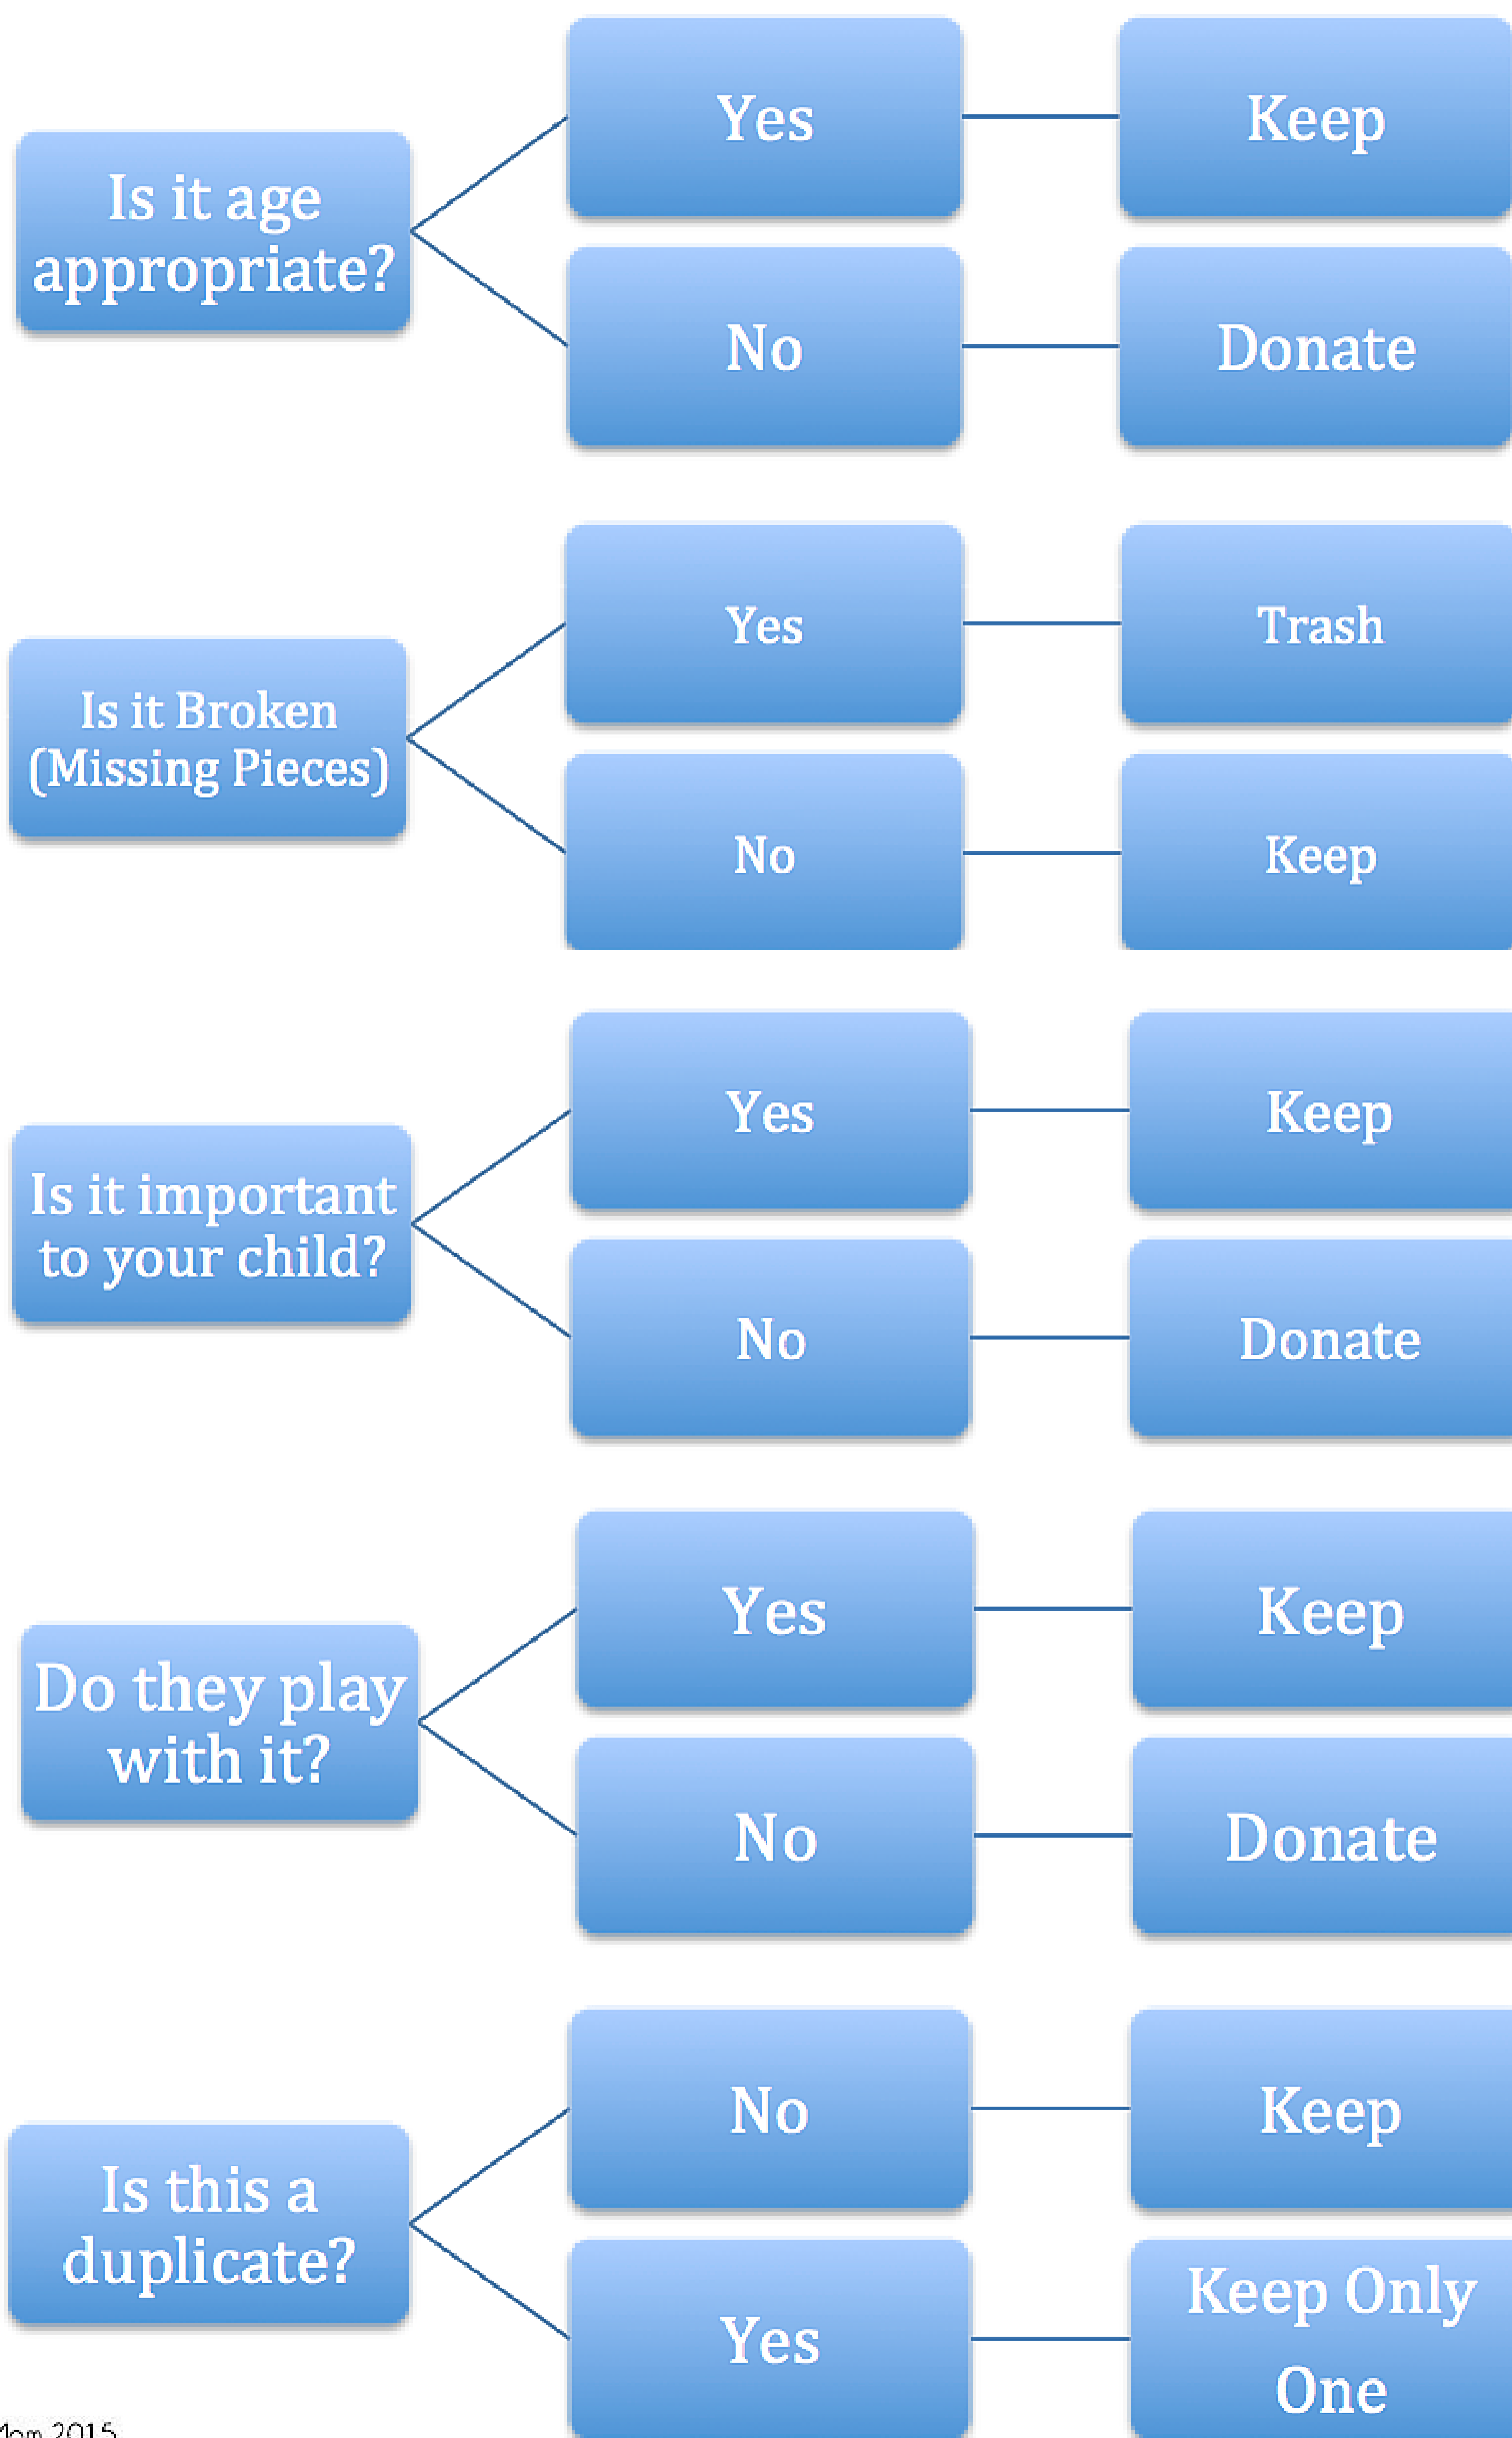 Is it age
appropriate?
Yes
Keep
No
Donate
Is it Broken
(Missing Pieces)
Yes
Trash
No
Keep
Is it important
to your child?
Yes
Keep
No
Donate
Do they play
with it?
Yes
Keep
No
Donate
Is this a
duplicate?
No
Keep
Yes
Keep Only
One
2015